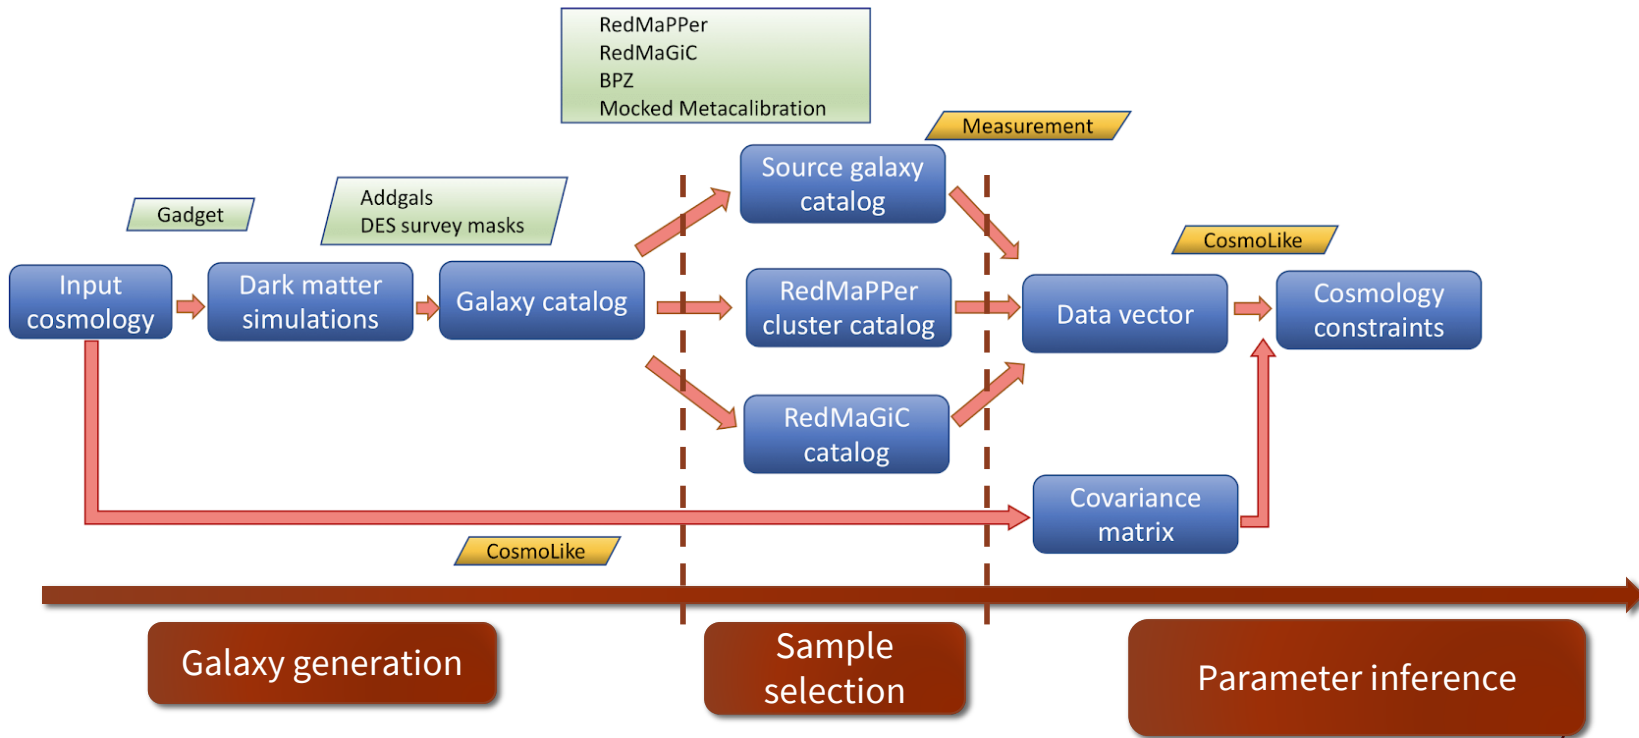 RedMaPPer
RedMaGiC
BPZ
Mocked Metacalibration
Measurement
Source galaxy
catalog
Addgals
DES survey masks
Gadget
CosmoLike
Input
cosmology
Dark matter
simulations
Galaxy catalog
RedMaPPer
cluster catalog
Data vector
Cosmology
constraints
RedMaGiC
catalog
Covariance
matrix
CosmoLike
Galaxy generation
Sample
selection
Parameter inference